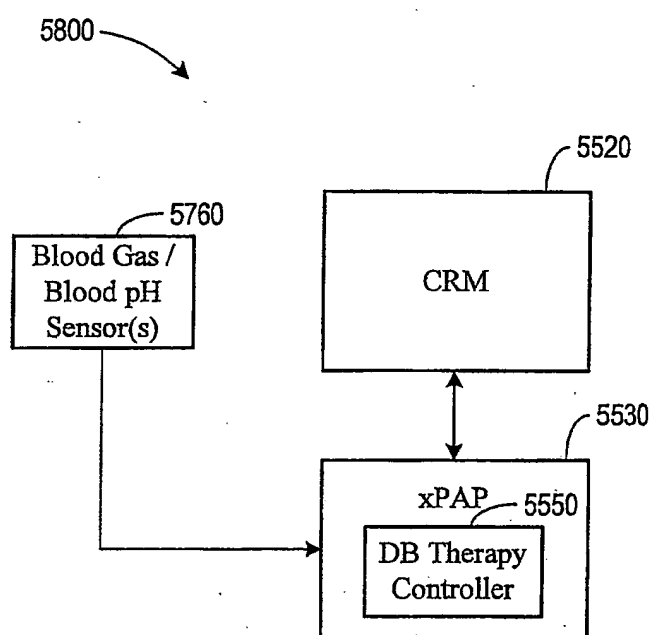 5800
5520
5760
Blood Gas /
Blood pH
Sensor(s)
CRM
5530
xPAP
5550
DB Therapy
Controller